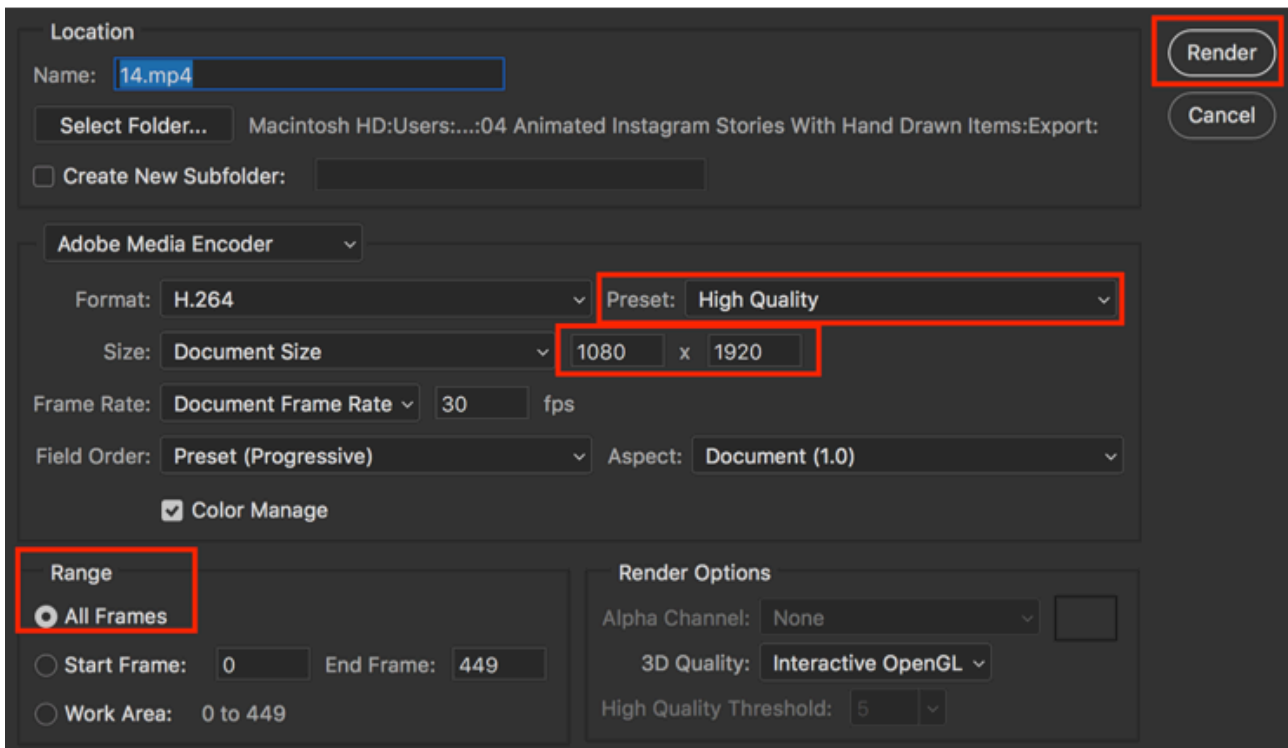 Location
Render
Name: 14.mp4
Cancel
Select Folder... Macintosh HD:Users:...:04 Animated Instagram Stories With Hand Drawn Items:Export:
Create New Subfolder:
Adobe Media Encoder
Format: H.264 Preset: High Quality
Size: Document Size 1080 x 1920
Frame Rate: Document Frame Rate 30 fps
Field Order: Preset (Progressive) Aspect: Document (1.0)
Color Manage
Range
All Frames
Start Frame: 0 End Frame: 449
Work Area: 0 to 449
Render Options
Alpha Channel: None
3D Quality: Interactive OpenGL
High Quality Threshold: 5